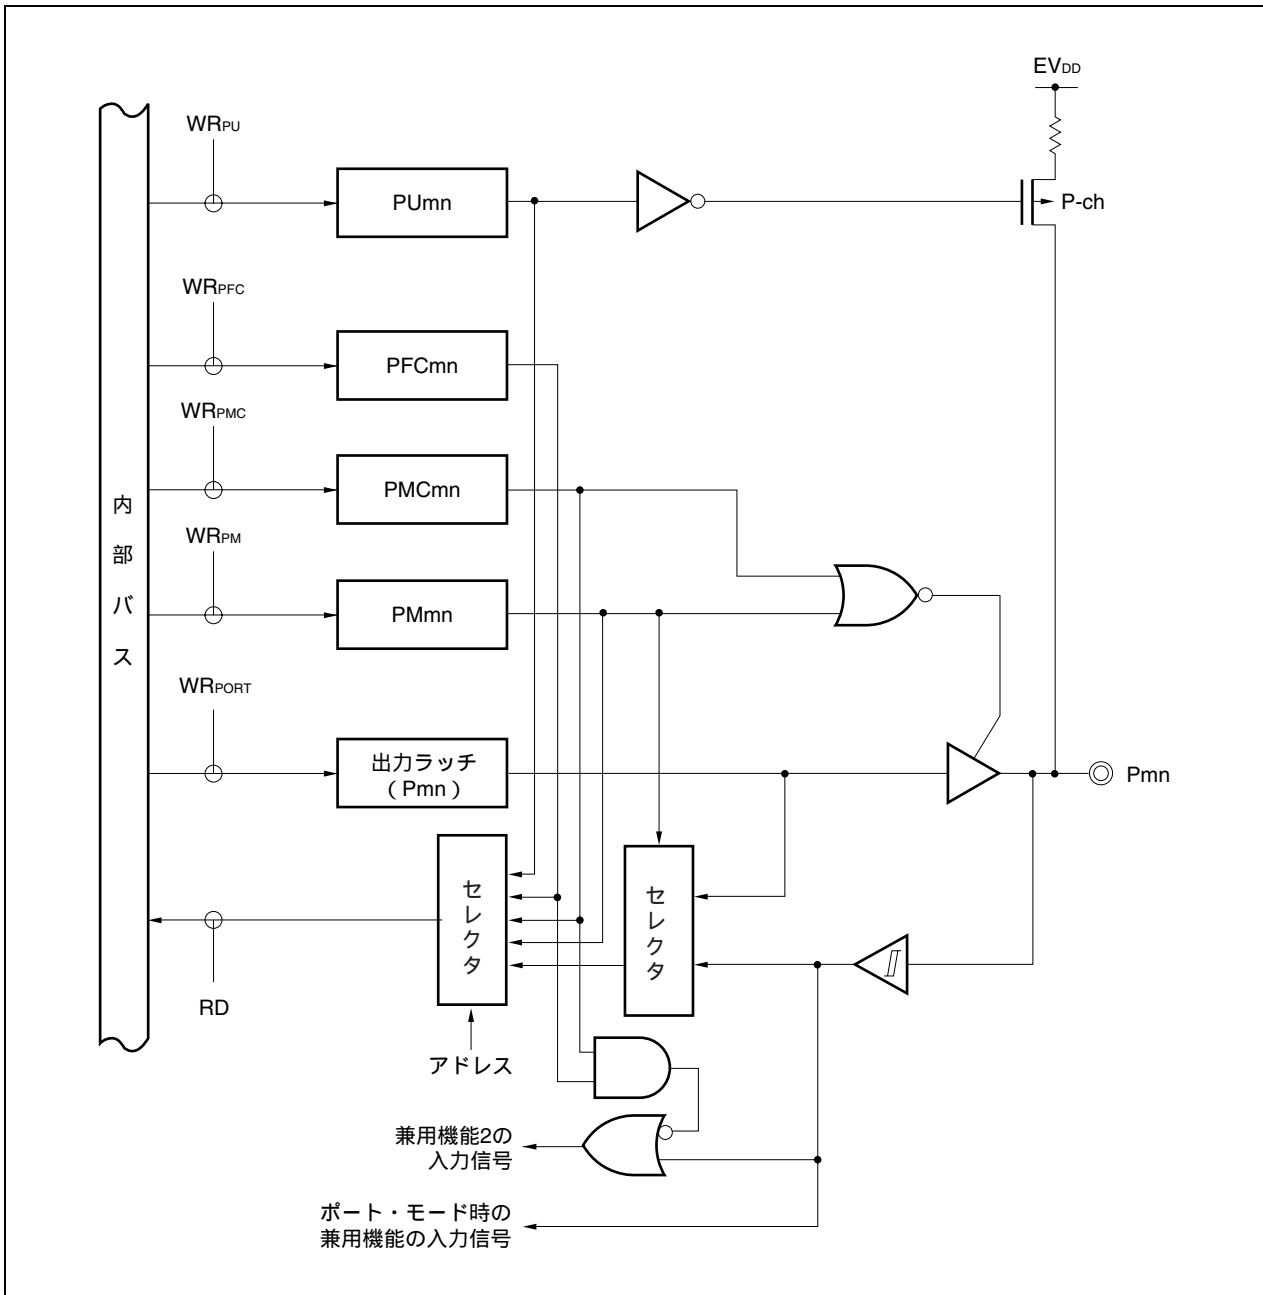 EVDD
WRPU
PUmn
P-ch
WRPFC
PFCmn
WRPMC
PMCmn
内部バス
WRPM
PMmn
WRPORT
出力ラッチ
（Pmn）
Pmn
セレクタ
セレクタ
RD
アドレス
兼用機能2の
入力信号
ポート・モード時の
兼用機能の入力信号